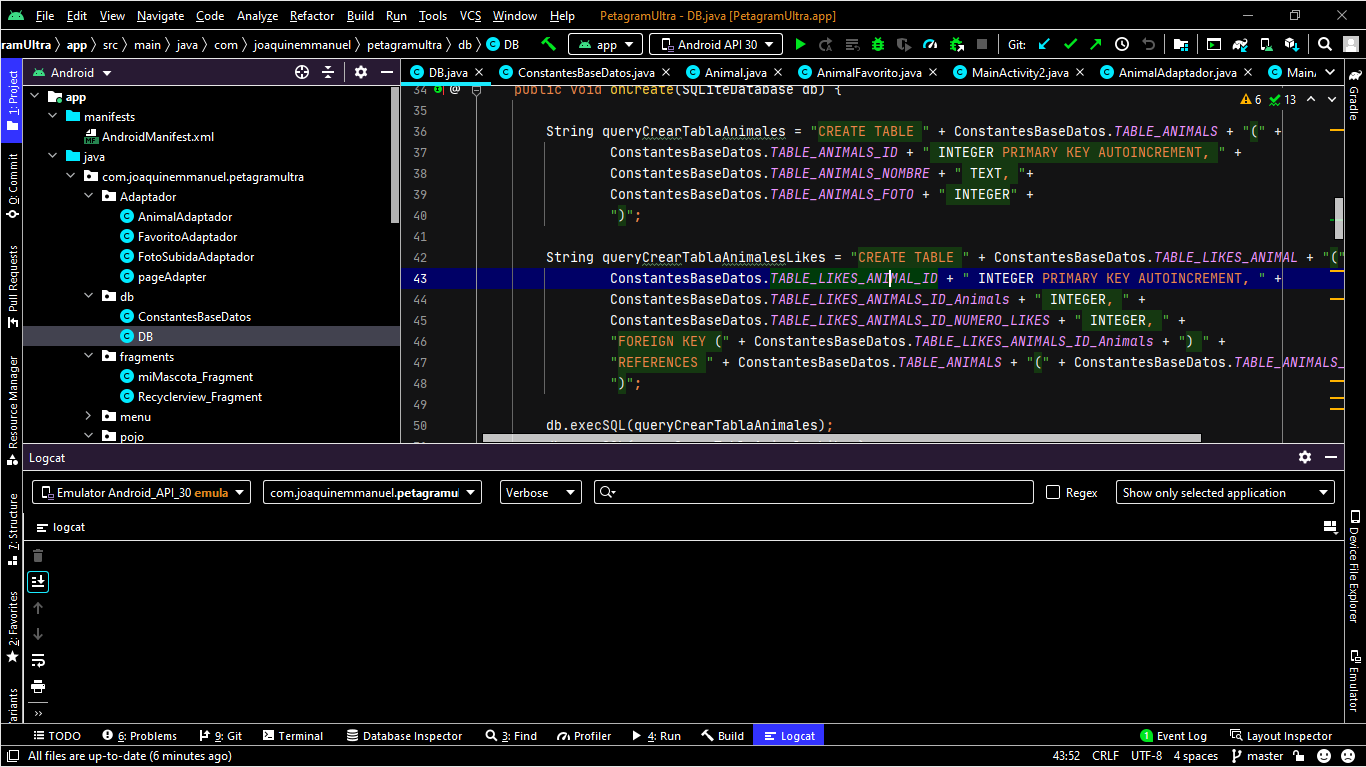 File Edit View Navigate Code Analyze Refactor Build Run Tools VCS Window Help PetagramUltra - DB.java [PetagramUltra.app]
gramUltra app src main java com joaquinemmanuel petagramultra db DB app Android API 30 Git:
1: Project
Commit
Pull Requests
Resource Manager
7: Structure
2: Favorites
ariants
Android
app
manifests
AndroidManifest.xml
java
com.joaquinemmanuel.petagramultra
Adaptador
AnimalAdaptador
FavoritoAdaptador
FotoSubidaAdaptador
pageAdapter
db
ConstantesBaseDatos
DB
fragments
miMascota_Fragment
Recyclerview_Fragment
menu
pojo
DB.java ConstantesBaseDatos.java Animal.java AnimalFavorito.java MainActivity2.java AnimalAdaptador.java Main
6 13
34 @ public void onCreate(SQLiteDatabase db) {
35
36 String queryCrearTablaAnimales = "CREATE TABLE " + ConstantesBaseDatos.TABLE_ANIMALS + "(" +
37 ConstantesBaseDatos.TABLE_ANIMALS_ID + " INTEGER PRIMARY KEY AUTOINCREMENT, " +
38 ConstantesBaseDatos.TABLE_ANIMALS_NOMBRE + " TEXT, "+
39 ConstantesBaseDatos.TABLE_ANIMALS_FOTO + " INTEGER" +
40 ")";
41
42 String queryCrearTablaAnimalesLikes = "CREATE TABLE " + ConstantesBaseDatos.TABLE_LIKES_ANIMAL + "("
43 ConstantesBaseDatos.TABLE_LIKES_ANIMAL_ID + " INTEGER PRIMARY KEY AUTOINCREMENT, " +
44 ConstantesBaseDatos.TABLE_LIKES_ANIMALS_ID_Animals + " INTEGER, " +
45 ConstantesBaseDatos.TABLE_LIKES_ANIMALS_ID_NUMERO_LIKES + " INTEGER, " +
46 "FOREIGN KEY (" + ConstantesBaseDatos.TABLE_LIKES_ANIMALS_ID_Animals + ") " +
47 "REFERENCES " + ConstantesBaseDatos.TABLE_ANIMALS + "(" + ConstantesBaseDatos.TABLE_ANIMALS_
48 ")";
49
50 db.execSQL(queryCrearTablaAnimales);
Gradle
Device File Explorer
Emulator
Logcat
Emulator Android_API_30 emula com.joaquinemmanuel.petagramul Verbose Regex Show only selected application
logcat
TODO 6: Problems 9: Git Terminal Database Inspector 3: Find Profiler 4: Run Build Logcat 1 Event Log Layout Inspector
All files are up-to-date (6 minutes ago) 43:52 CRLF UTF-8 4 spaces master